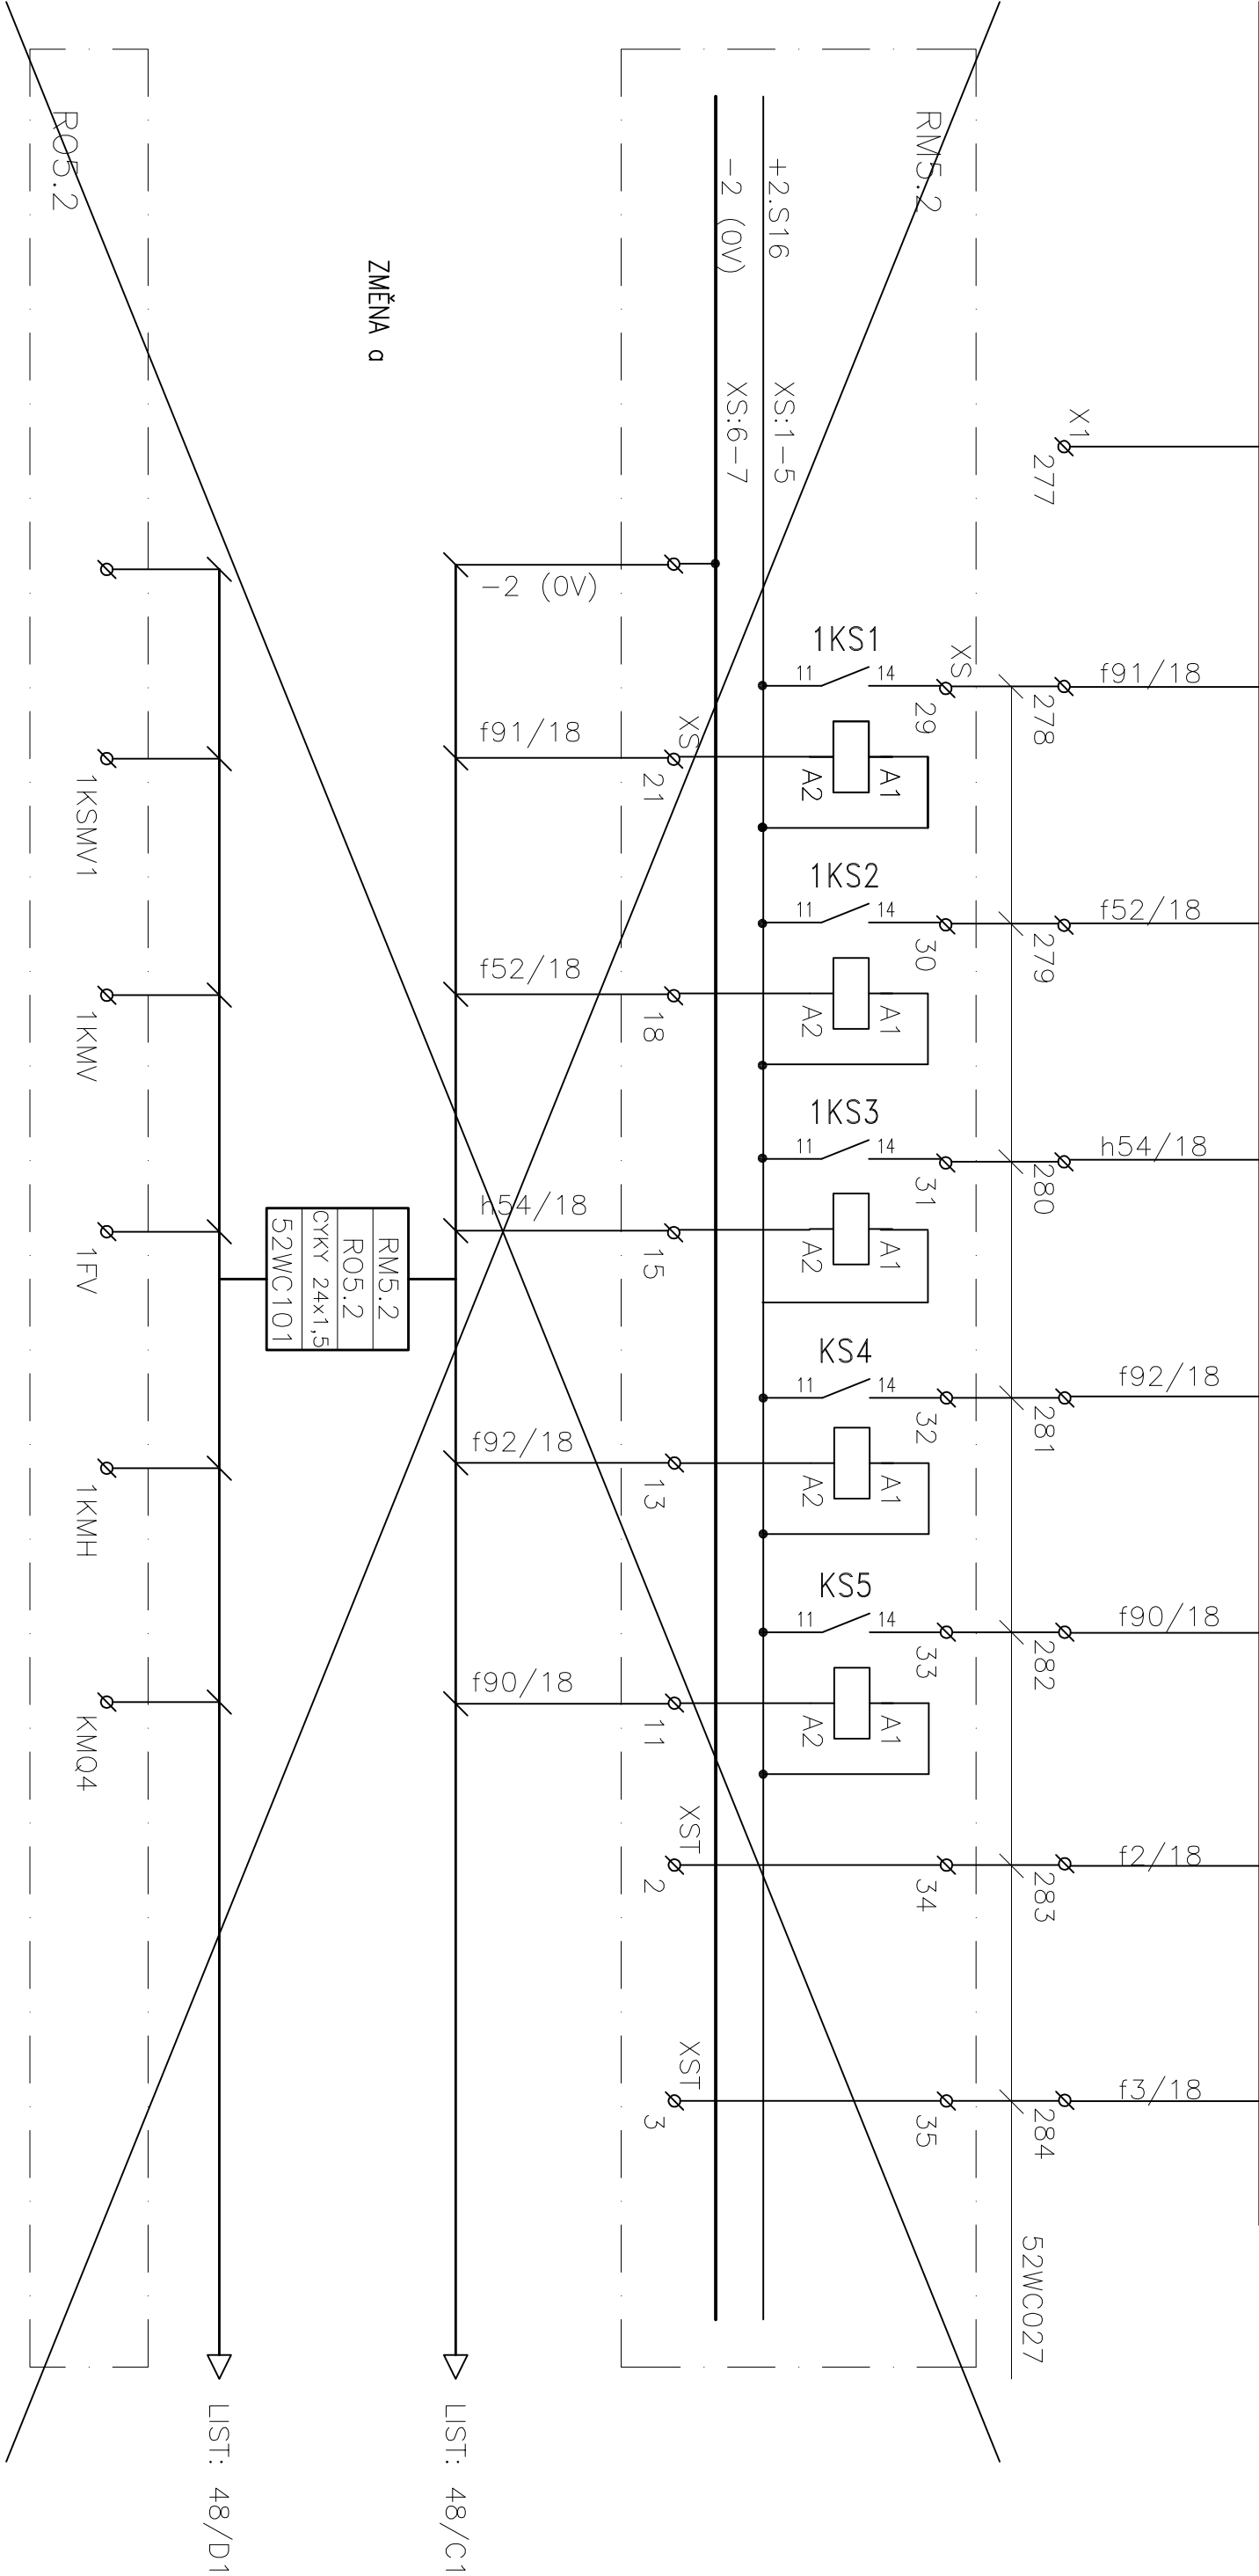 X1
277
f91/18
278
f52/18
279
h54/18
280
f92/18
281
f90/18
282
f2/18
283
f3/18
284
52WC027
RM5.2
XS
29
30
31
32
33
34
35
1KS1
11
14
A1
A2
1KS2
11
14
A1
A2
1KS3
11
14
A1
A2
KS4
11
14
A1
A2
KS5
11
14
A1
A2
+2.S16
XS:1-5
-2 (0V)
XS:6-7
XS
21
18
15
13
11
XST
2
XST
3
-2 (0V)
f91/18
f52/18
h54/18
f92/18
f90/18
LIST: 48/C1
ZMĚNA a
RM5.2
RO5.2
CYKY 24x1,5
52WC101
LIST: 48/D1
RO5.2
1KSMV1
1KMV
1FV
1KMH
KMQ4